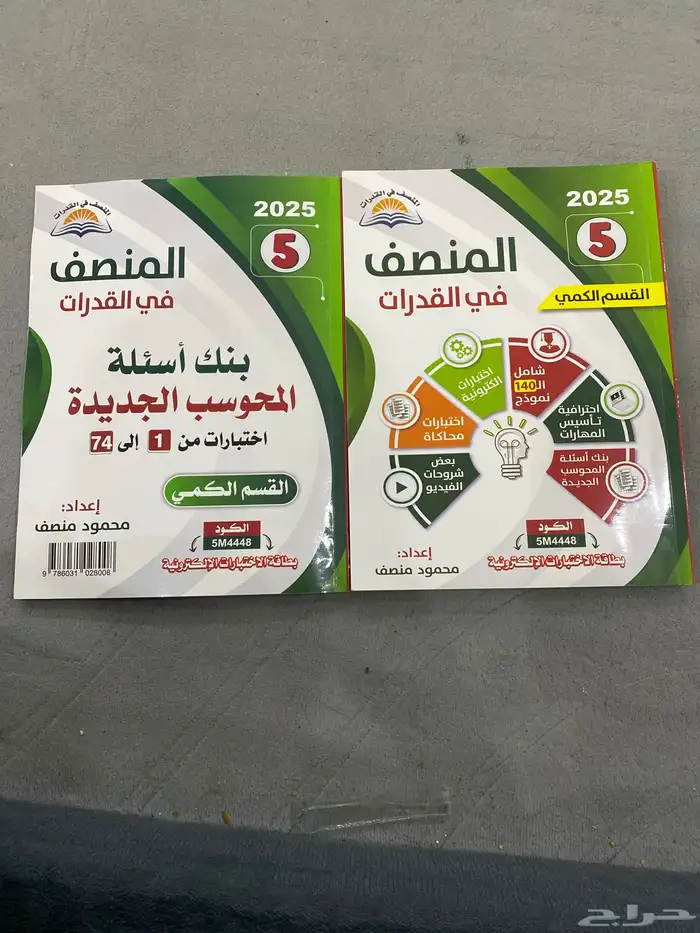 المنصف في القدرات
2025
5
المنصف
في القدرات
بنك أسئلة
المحوسب الجديدة
اختبارات من 1 إلى 74
القسم الكمي
إعداد:
محمود منصف
الكود
5M4448
بطاقة الاختبارات الإلكترونية
9 786031 028008
المنصف في القدرات
2025
5
المنصف
في القدرات
القسم الكمي
شامل
الـ140
نموذج
اختبارات
الكترونية
احترافية
تأسيس
المهارات
اختبارات
محاكاة
بنك أسئلة
المحوسب
الجديدة
بعض
شروحات
الفيديو
الكود
5M4448
بطاقة الاختبارات الإلكترونية
إعداد:
محمود منصف
حراج